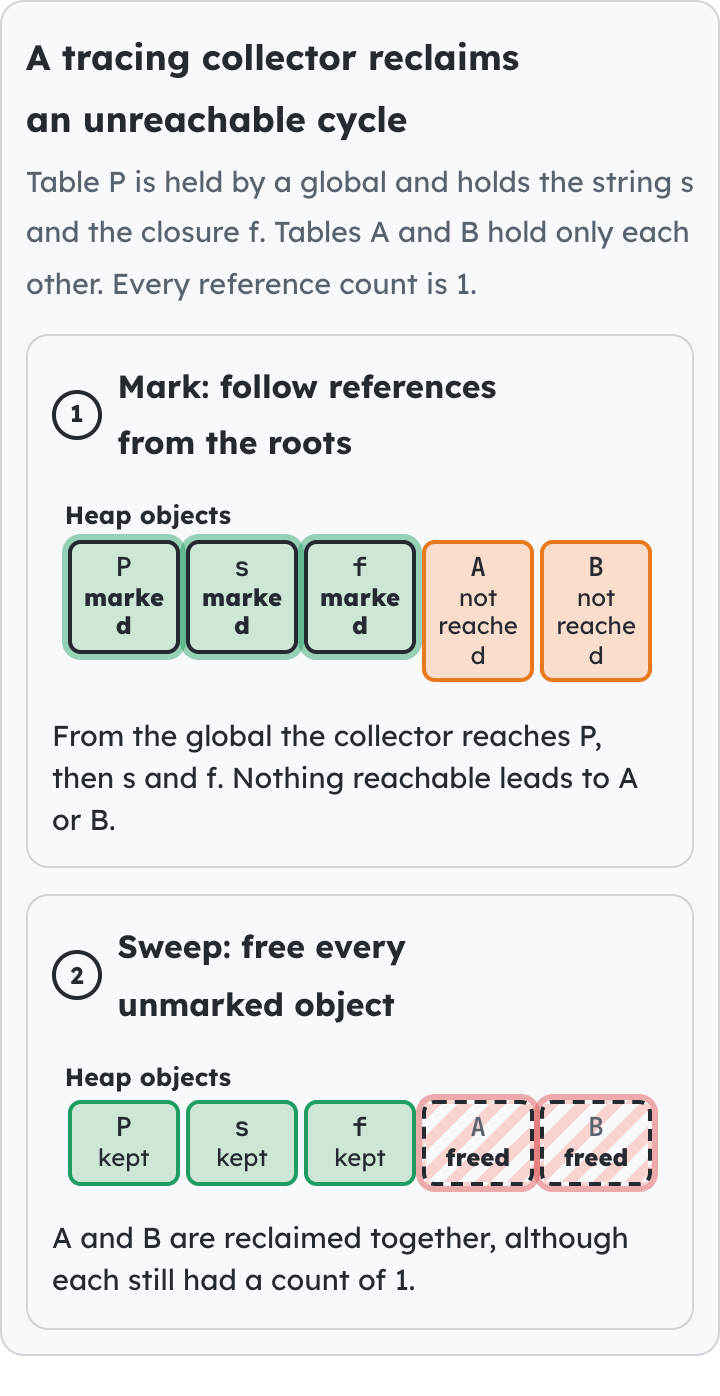 A tracing collector reclaims
an unreachable cycle
Table P is held by a global and holds the string s
and the closure f. Tables A and B hold only each
other. Every reference count is 1.
1
Mark: follow references
from the roots
Heap objects
P
marke
d
s
marke
d
f
marke
d
A
not
reache
d
B
not
reache
d
From the global the collector reaches P,
then s and f. Nothing reachable leads to A
or B.
2
Sweep: free every
unmarked object
Heap objects
P
kept
s
kept
f
kept
A
freed
B
freed
A and B are reclaimed together, although
each still had a count of 1.